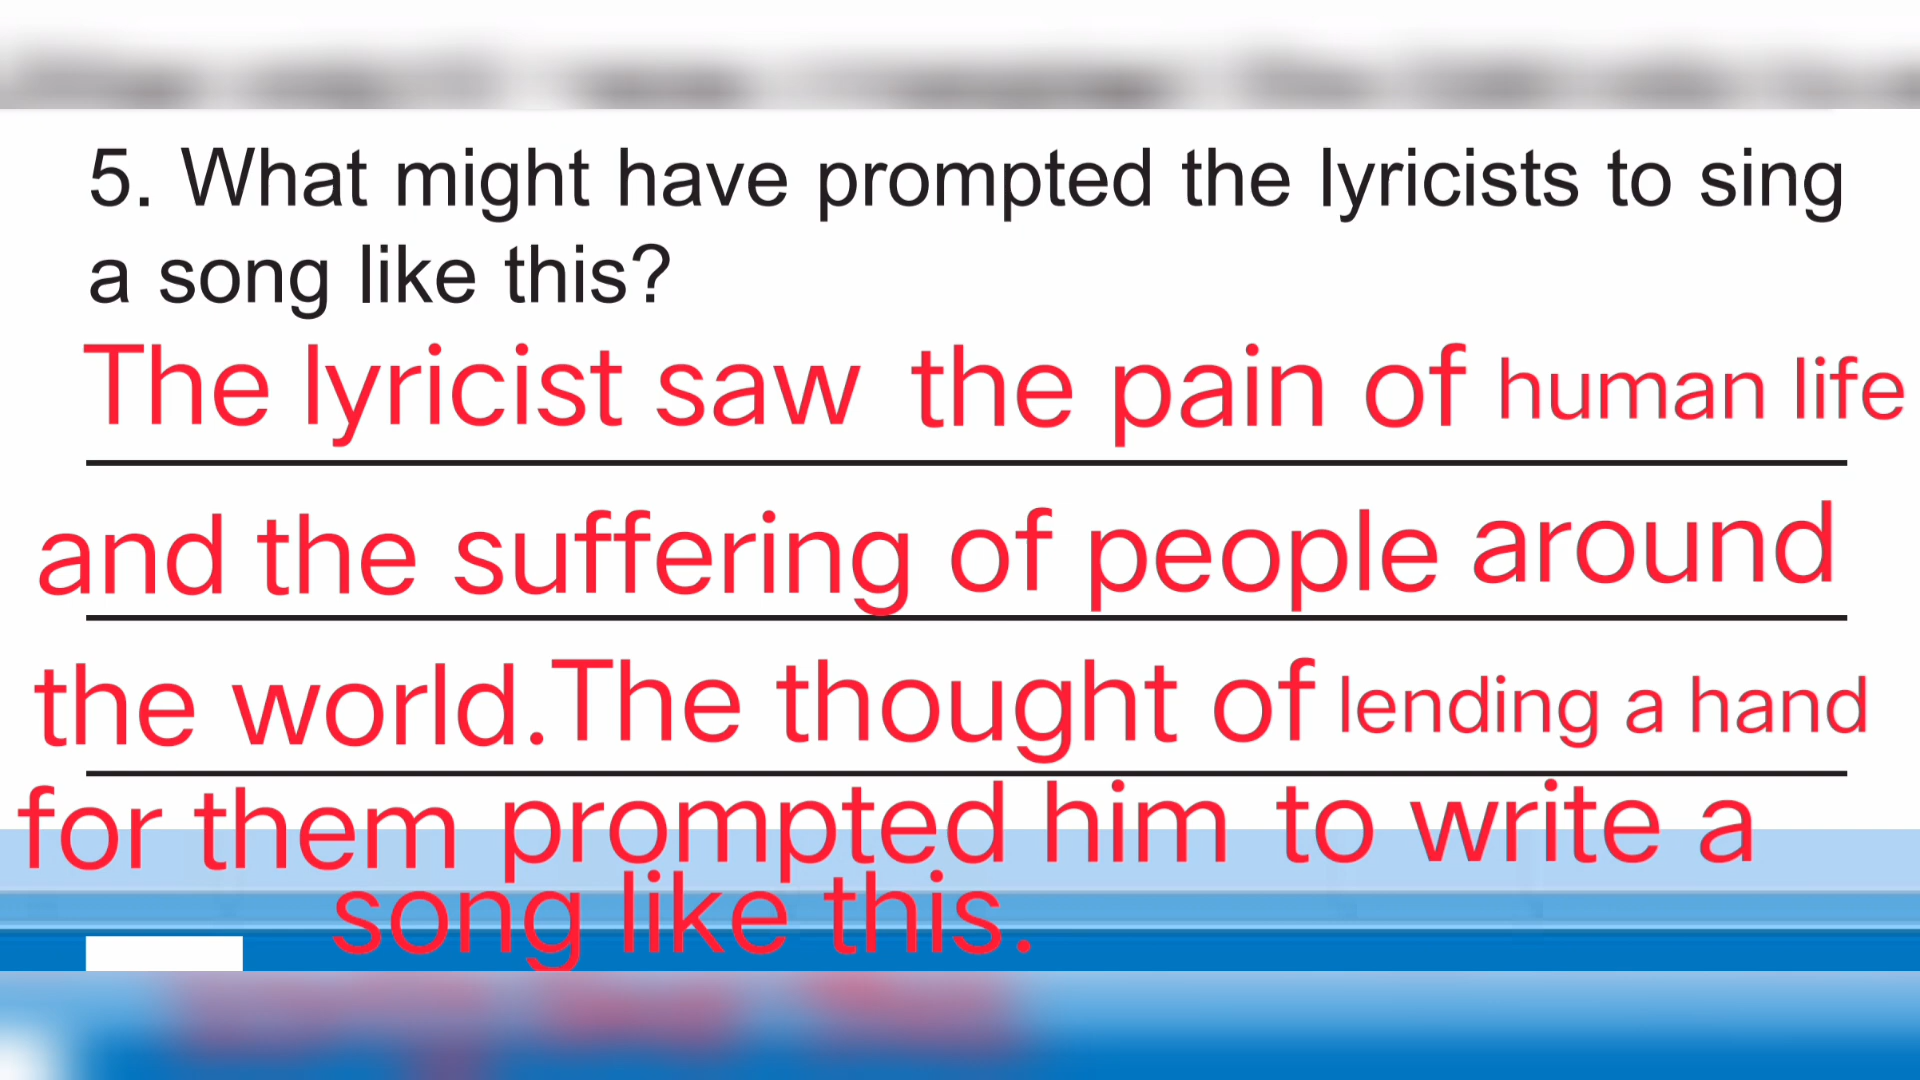 5. What might have prompted the lyricists to sing
a song like this?
The lyricist saw the pain of human life
and the suffering of people around
the world.The thought of lending a hand
for them prompted him to write a
song like this.